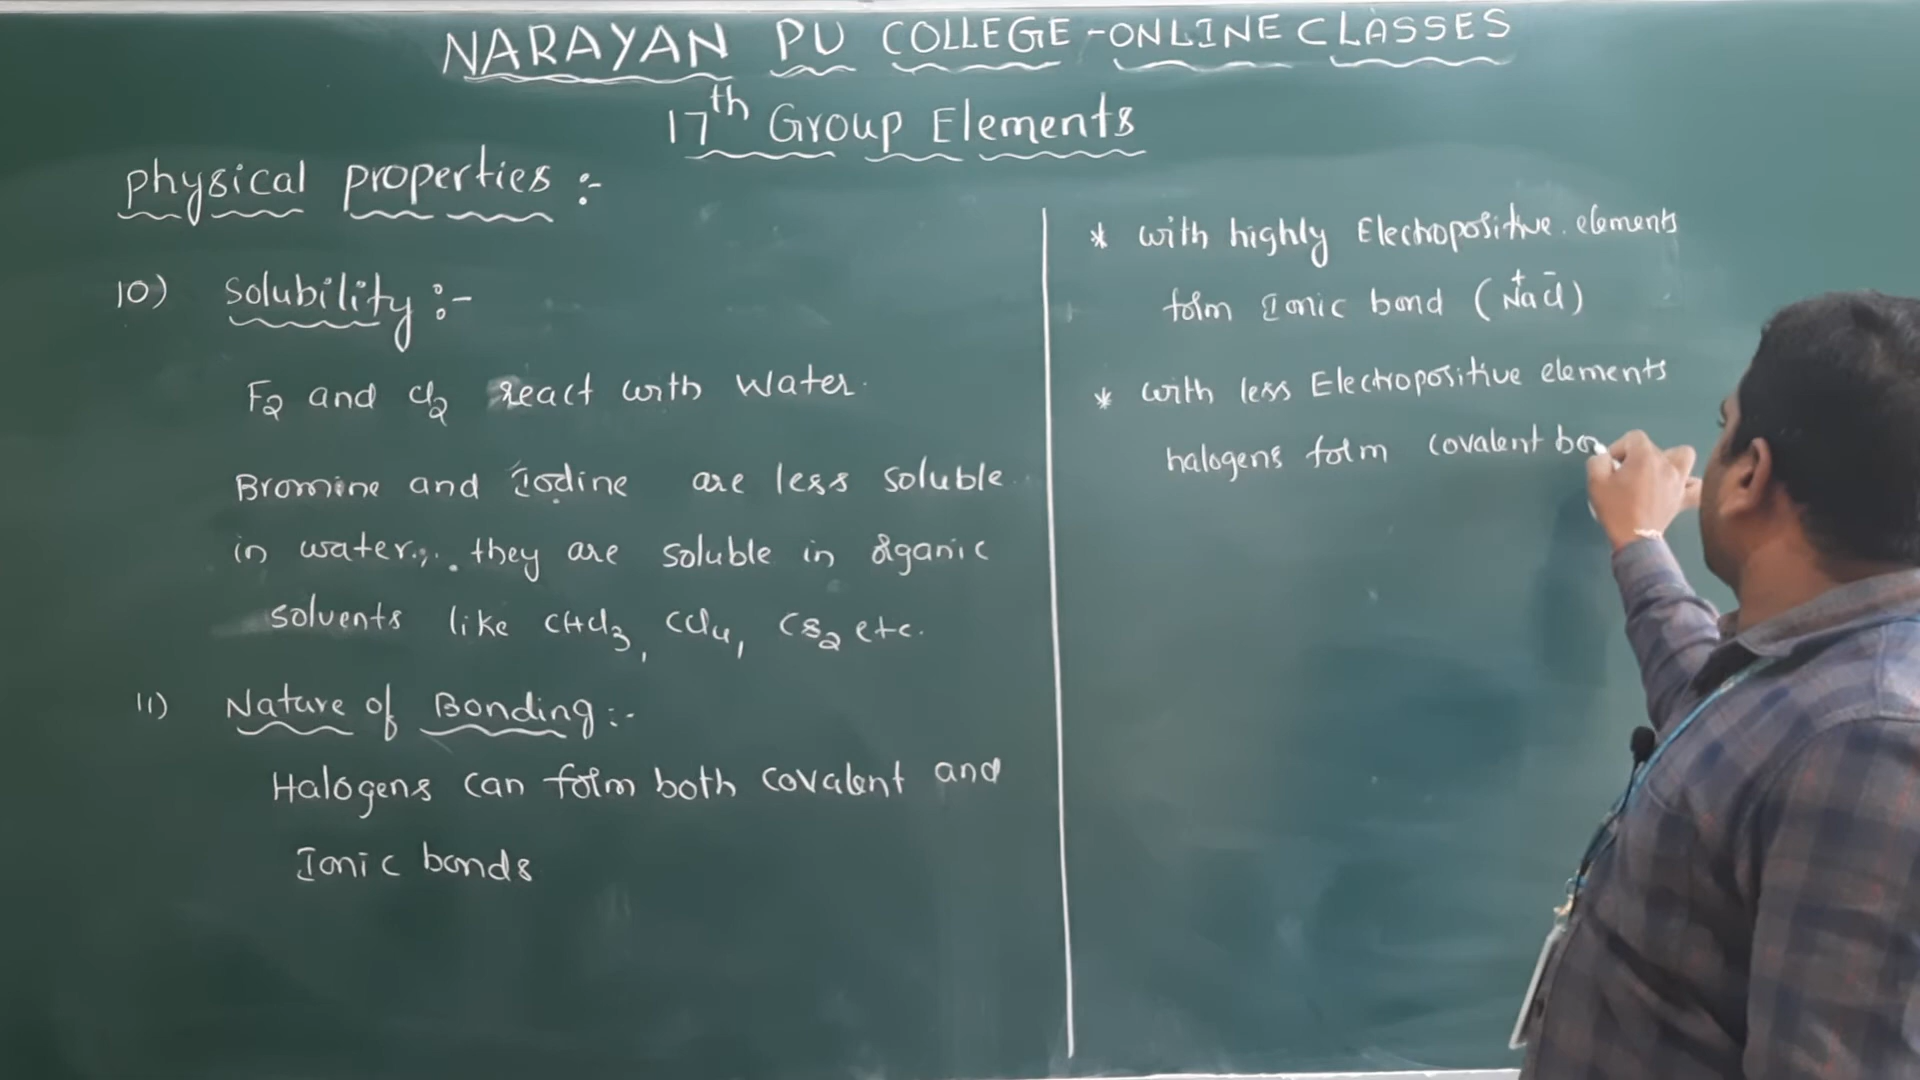 NARAYAN PU COLLEGE - ONLINE CLASSES
17th Group Elements
Physical properties :-
10) Solubility :-
F2 and Cl2 react with Water.
Bromine and Iodine are less soluble
in water, . they are soluble in organic
solvents like CHCl3, CCl4, CS2 etc.
11) Nature of Bonding :-
Halogens can form both covalent and
Ionic bonds
* with highly Electropositive elements
form Ionic bond (Na+Cl-)
* with less Electropositive elements
halogens form covalent bo